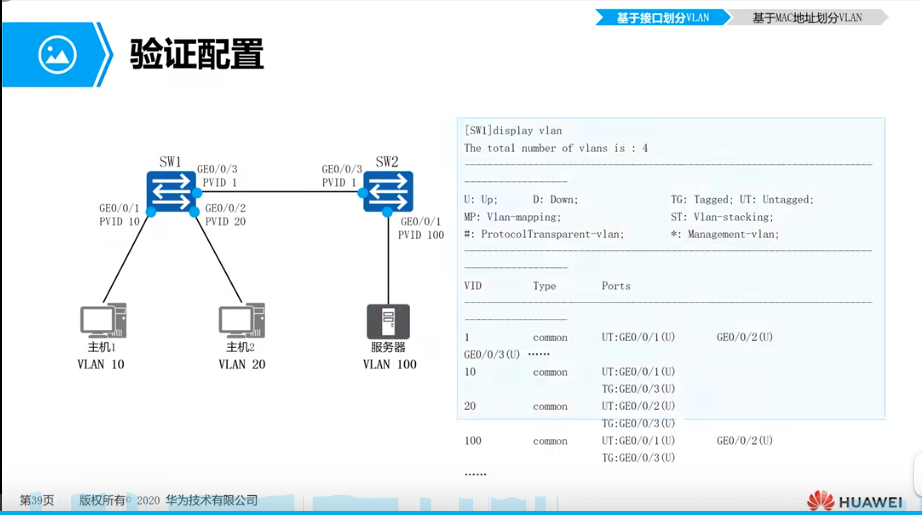 基于接口划分VLAN
基于MAC地址划分VLAN
验证配置
SW1
GE0/0/3
PVID 1
GE0/0/3
PVID 1
SW2
GE0/0/1
PVID 10
GE0/0/2
PVID 20
GE0/0/1
PVID 100
主机1
VLAN 10
主机2
VLAN 20
服务器
VLAN 100
[SW1]display vlan
The total number of vlans is : 4
--------------------------------------------------------------------------------
--------------------
U: Up; D: Down; TG: Tagged; UT: Untagged;
MP: Vlan-mapping; ST: Vlan-stacking;
#: ProtocolTransparent-vlan; *: Management-vlan;
--------------------------------------------------------------------------------
--------------------
VID Type Ports
--------------------------------------------------------------------------------
--------------------
1 common UT:GE0/0/1(U) GE0/0/2(U)
GE0/0/3(U) ……
10 common UT:GE0/0/1(U)
TG:GE0/0/3(U)
20 common UT:GE0/0/2(U)
TG:GE0/0/3(U)
100 common UT:GE0/0/1(U) GE0/0/2(U)
TG:GE0/0/3(U)
……
第39页 版权所有© 2020 华为技术有限公司
HUAWEI